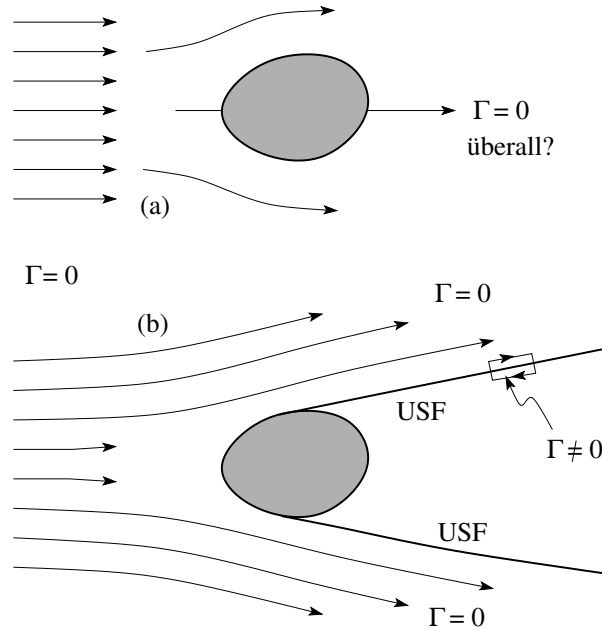 Γ = 0
überall?
(a)
Γ = 0
Γ = 0
(b)
USF
Γ ≠ 0
USF
Γ = 0